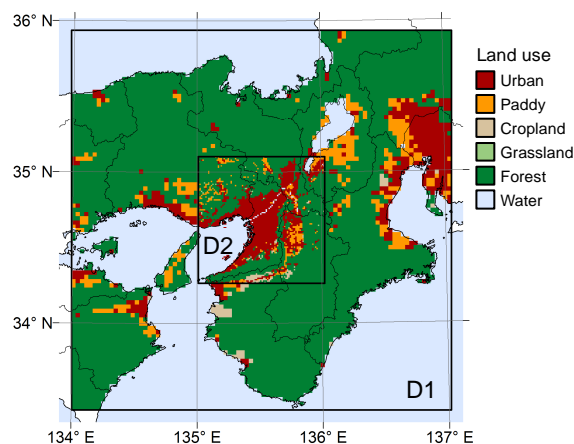 36° N
35° N
34° N
134° E
135° E
136° E
137° E
D2
D1
Land use
Urban
Paddy
Cropland
Grassland
Forest
Water